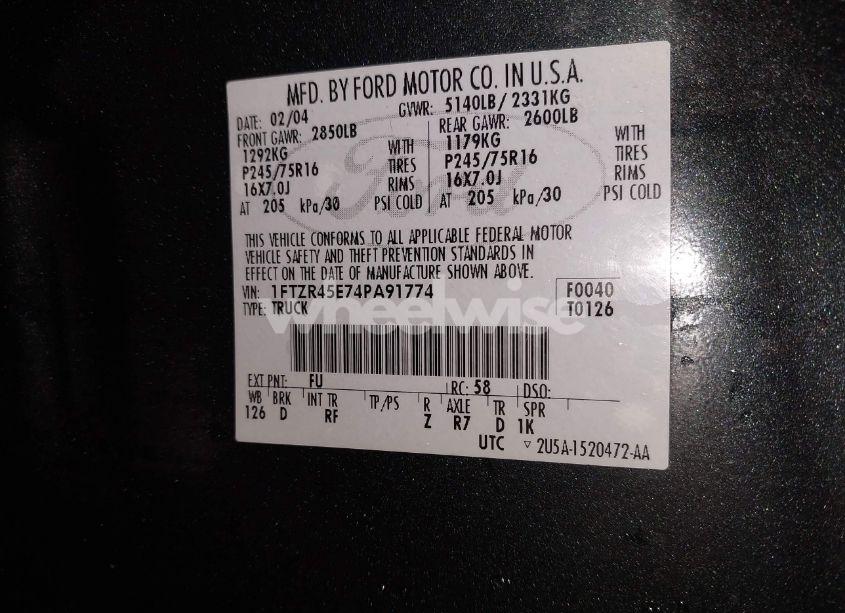 MFD. BY FORD MOTOR CO. IN U.S.A.
DATE: 02/04 GVWR: 5140LB/ 2331KG
FRONT GAWR: 2850LB REAR GAWR: 2600LB
1292KG WITH 1179KG WITH
P245/75R16 TIRES P245/75R16 TIRES
16X7.0J RIMS 16X7.0J RIMS
AT 205 kPa/30 PSI COLD AT 205 kPa/30 PSI COLD
Ford
THIS VEHICLE CONFORMS TO ALL APPLICABLE FEDERAL MOTOR
VEHICLE SAFETY AND THEFT PREVENTION STANDARDS IN
EFFECT ON THE DATE OF MANUFACTURE SHOWN ABOVE.
VIN: 1FTZR45E74PA91774 F0040
TYPE: TRUCK T0126
wheelwise
EXT PNT: FU RC: 58 DSO:
WB BRK INT TR TP/PS R AXLE TR SPR
126 D RF Z R7 D 1K
UTC ▽ 2U5A-1520472-AA